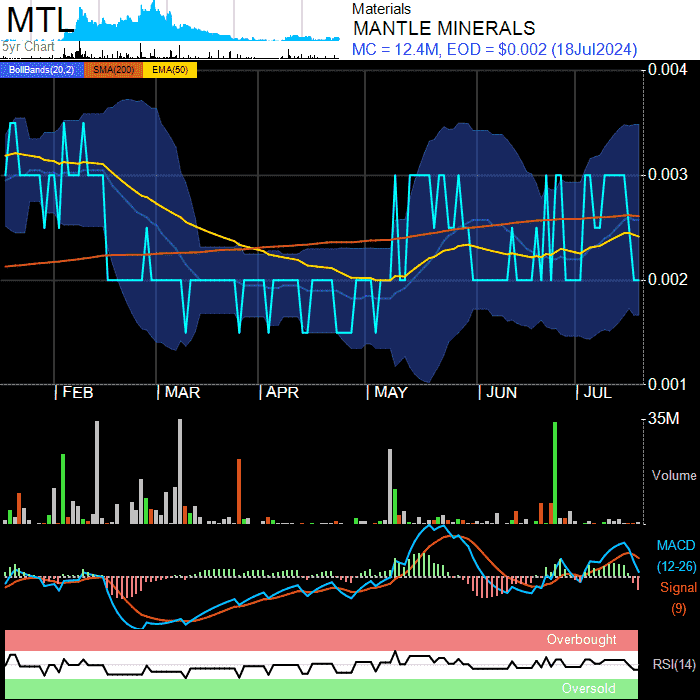 MTL
5yr Chart
Materials
MANTLE MINERALS
MC = 12.4M, EOD = $0.002 (18Jul2024)
BollBands(20,2) SMA(200) EMA(50)
0.004
0.003
0.002
0.001
| FEB | MAR | APR | MAY | JUN | JUL
35M
Volume
MACD
(12-26)
Signal
(9)
Overbought
RSI(14)
Oversold